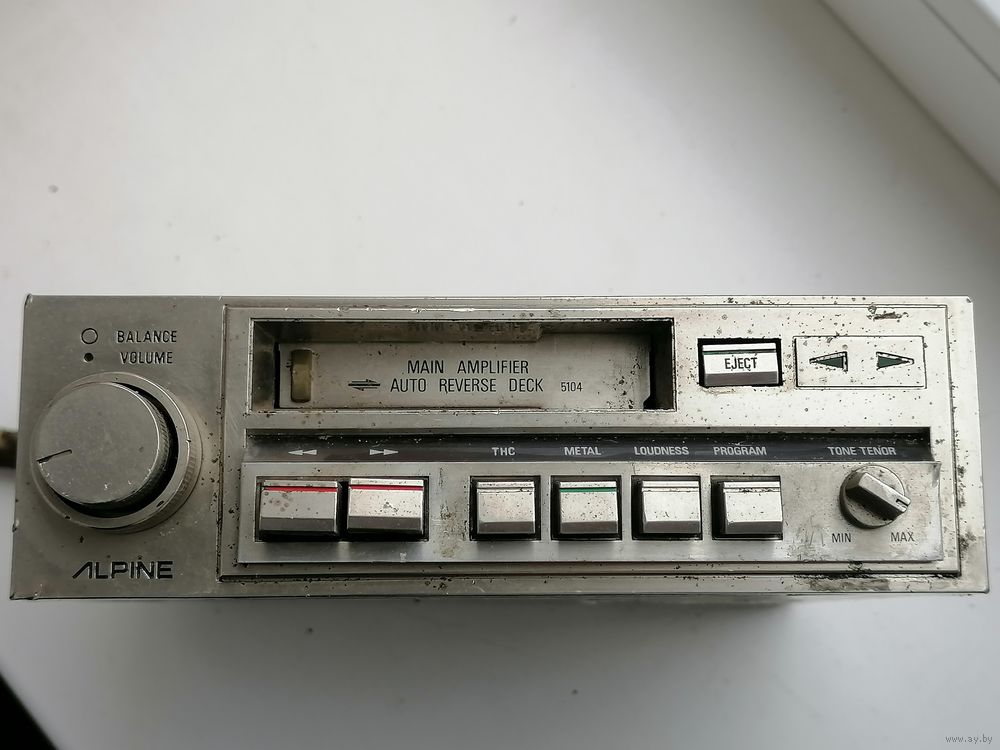 BALANCE
VOLUME
MAIN AMPLIFIER
AUTO REVERSE DECK 5104
EJECT
THC METAL LOUDNESS PROGRAM TONE TENOR
MIN MAX
ALPINE
www.ay.by